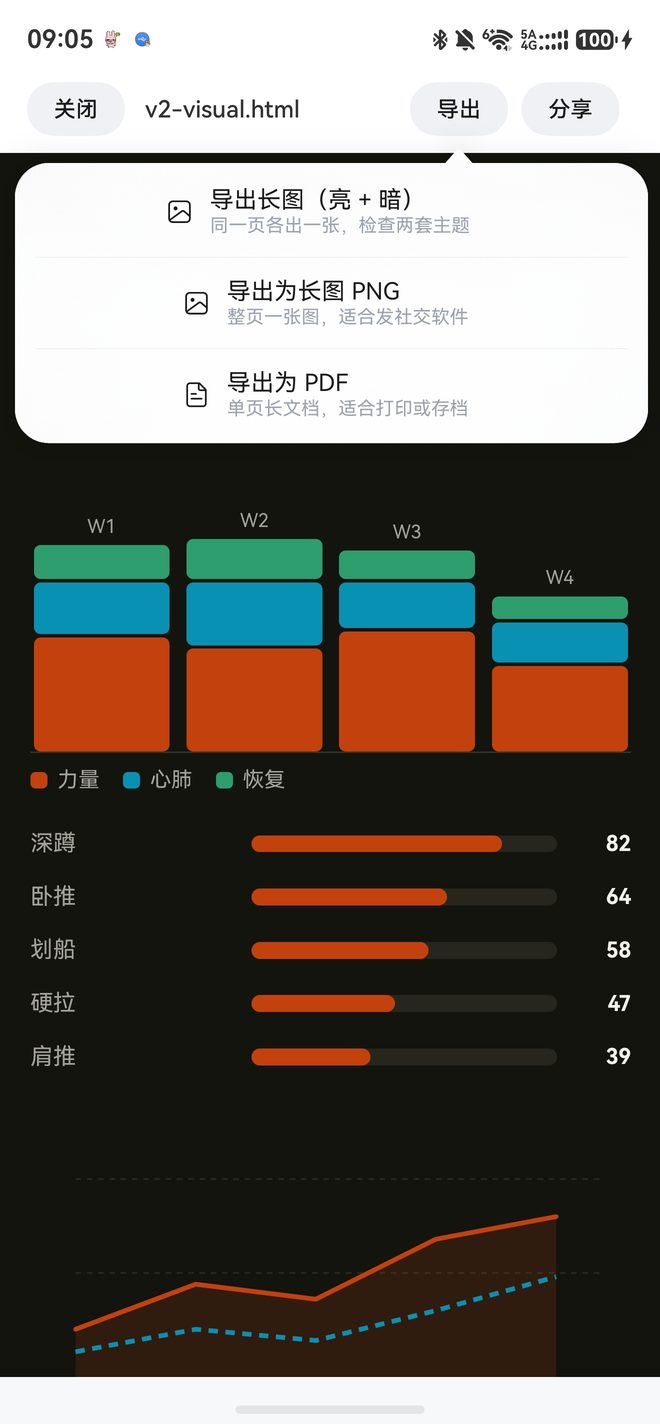 09:05
6
5A
4G
100
关闭
v2-visual.html
导出
分享
导出长图（亮 + 暗）
同一页各出一张，检查两套主题
导出为长图 PNG
整页一张图，适合发社交软件
导出为 PDF
单页长文档，适合打印或存档
W1
W2
W3
W4
力量
心肺
恢复
深蹲
82
卧推
64
划船
58
硬拉
47
肩推
39